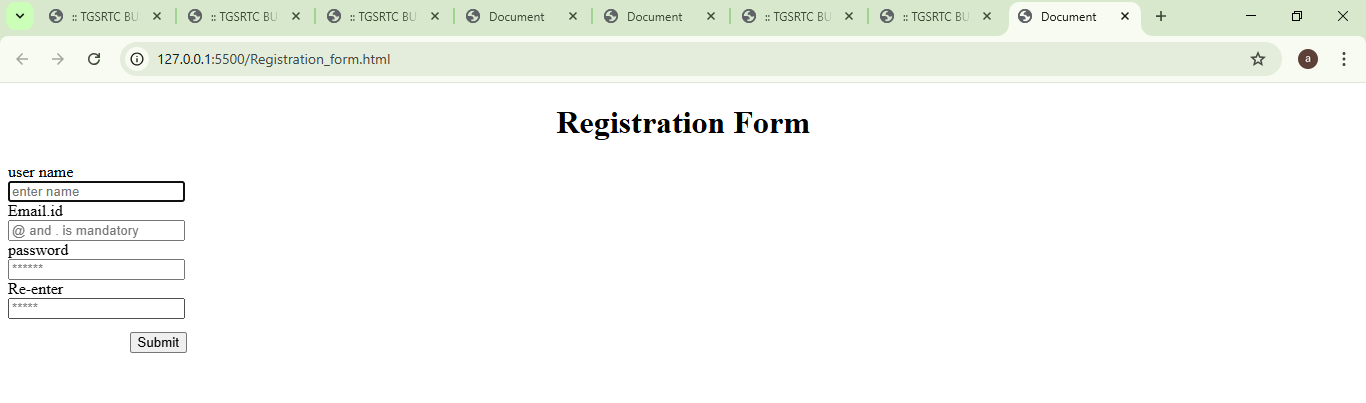 :: TGSRTC BU
:: TGSRTC BU
:: TGSRTC BU
Document
Document
:: TGSRTC BU
:: TGSRTC BU
Document
127.0.0.1:5500/Registration_form.html
a
Registration Form
user name
enter name
Email.id
@ and . is mandatory
password
******
Re-enter
*****
Submit